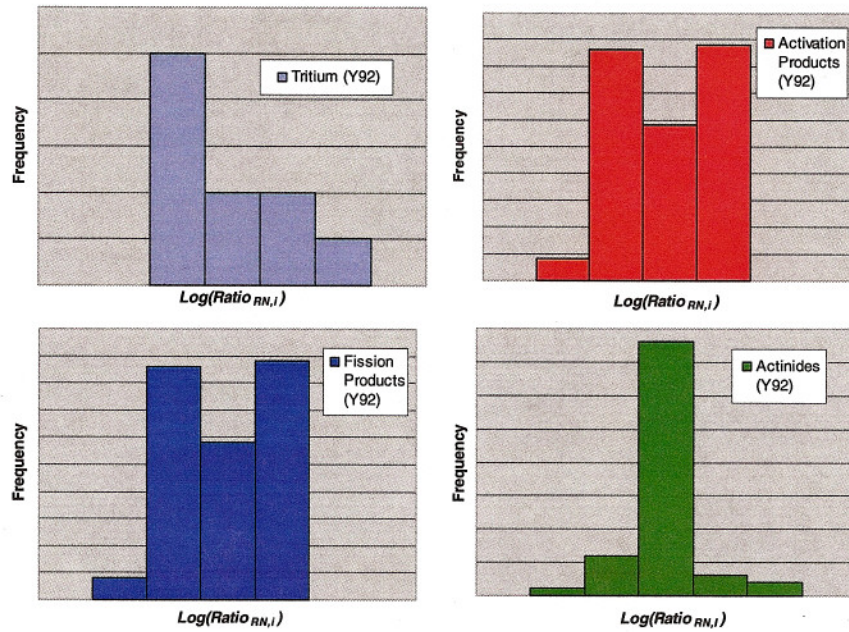 Tritium (Y92)
Frequency
Log(Ratio RN,i)
Activation
Products
(Y92)
Frequency
Log(Ratio RN,i)
Fission
Products
(Y92)
Frequency
Log(Ratio RN,i)
Actinides
(Y92)
Frequency
Log(Ratio RN,I)